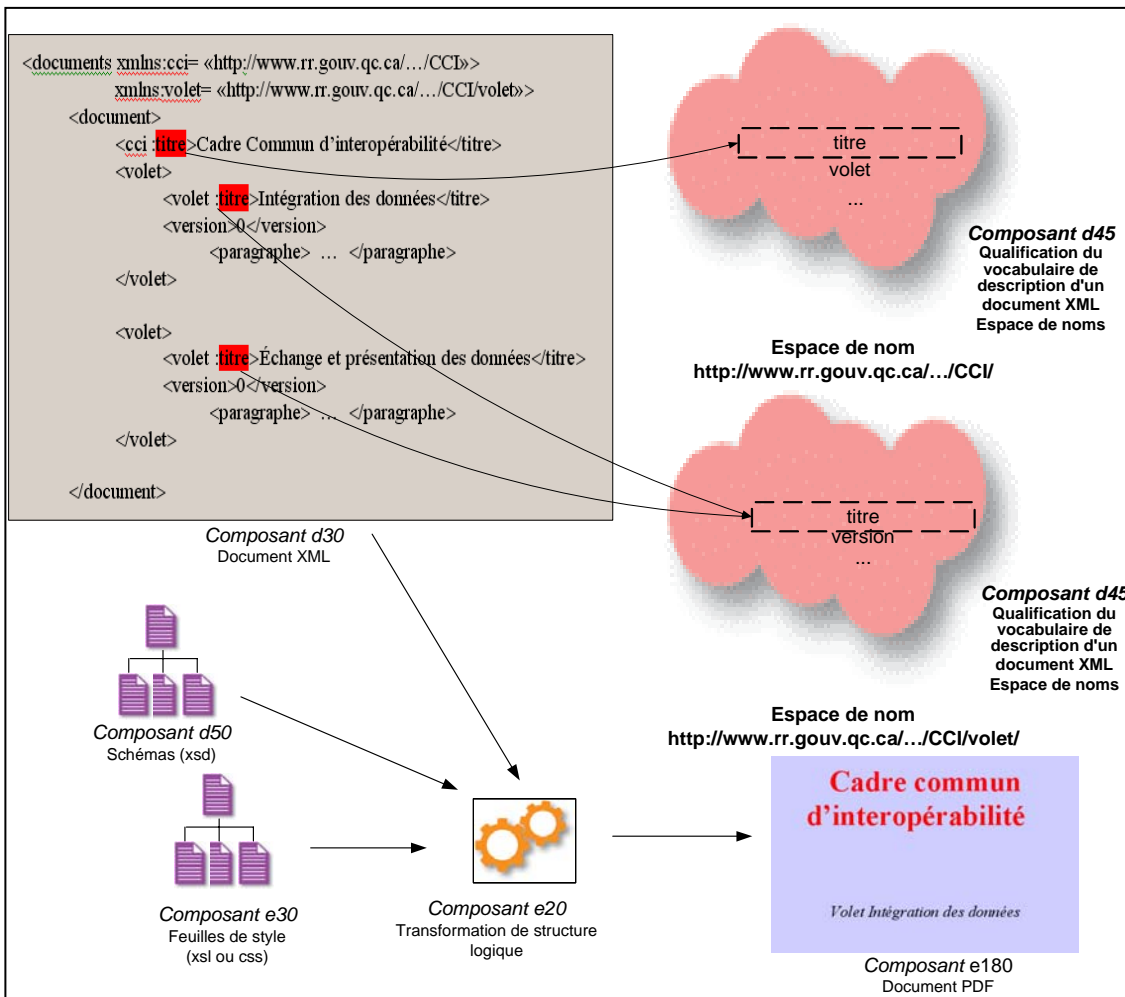 <documents xmlns:cci= «http://www.rr.gouv.qc.ca/…/CCI»>
xmlns:volet= «http://www.rr.gouv.qc.ca/…/CCI/volet»>
<document>
<cci :titre>Cadre Commun d’interopérabilité</titre>
<volet>
<volet :titre>Intégration des données</titre>
<version>0</version>
<paragraphe> … </paragraphe>
</volet>
<volet>
<volet :titre>Échange et présentation des données</titre>
<version>0</version>
<paragraphe> … </paragraphe>
</volet>
</document>
Composant d30
Document XML
titre
volet
...
Composant d45
Qualification du
vocabulaire de
description d'un
document XML
Espace de noms
Espace de nom
http://www.rr.gouv.qc.ca/…/CCI/
titre
version
...
Composant d45
Qualification du
vocabulaire de
description d'un
document XML
Espace de noms
Espace de nom
http://www.rr.gouv.qc.ca/…/CCI/volet/
Composant d50
Schémas (xsd)
Composant e30
Feuilles de style
(xsl ou css)
Composant e20
Transformation de structure
logique
Cadre commun
d’interopérabilité
Volet Intégration des données
Composant e180
Document PDF